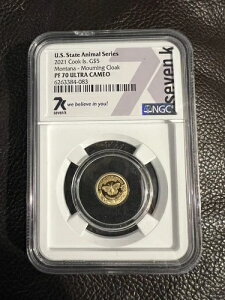 U.S. State Animal Series
2021 Cook Is. G$5
Montana - Mourning Cloak
PF 70 ULTRA CAMEO
6263384-083
7k we believe in you!
SEVEN.K
seven.k
NGC